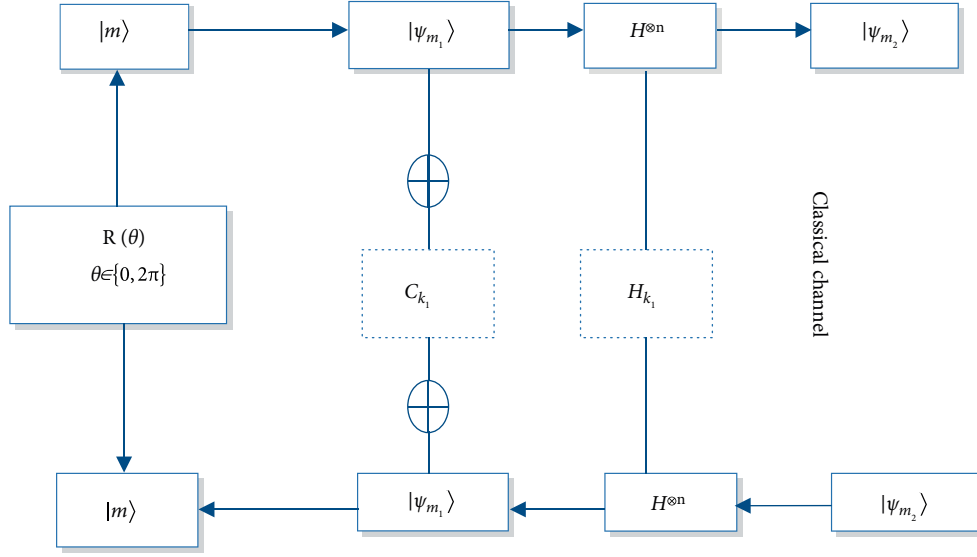 |m⟩
|ψ_{m_1}⟩
H^{⊗n}
|ψ_{m_2}⟩
R (θ)
θ∈{0, 2π}
C_{k_1}
H_{k_1}
Classical channel
|m⟩
|ψ_{m_1}⟩
H^{⊗n}
|ψ_{m_2}⟩